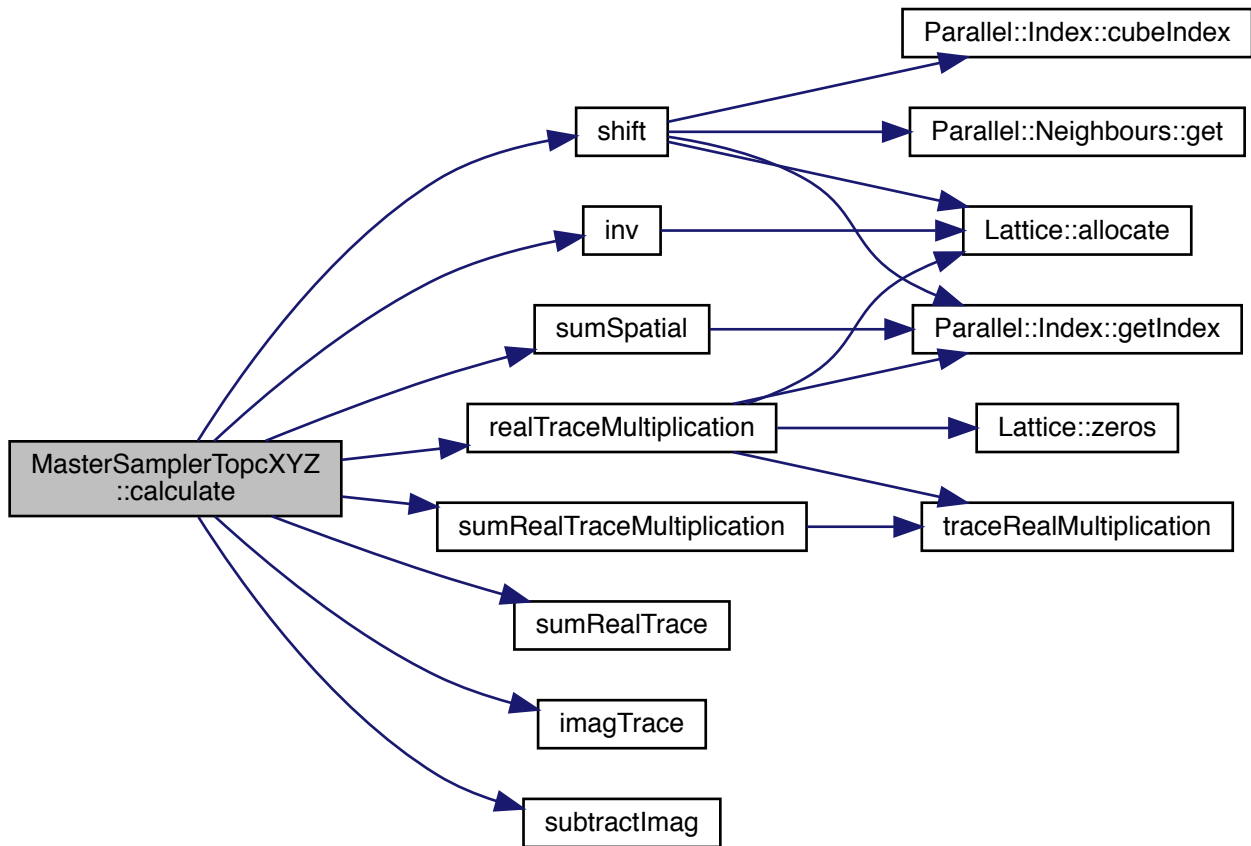 Parallel::Index::cubeIndex
shift
Parallel::Neighbours::get
inv
Lattice::allocate
sumSpatial
Parallel::Index::getIndex
realTraceMultiplication
Lattice::zeros
MasterSamplerTopcXYZ
::calculate
sumRealTraceMultiplication
traceRealMultiplication
sumRealTrace
imagTrace
subtractImag